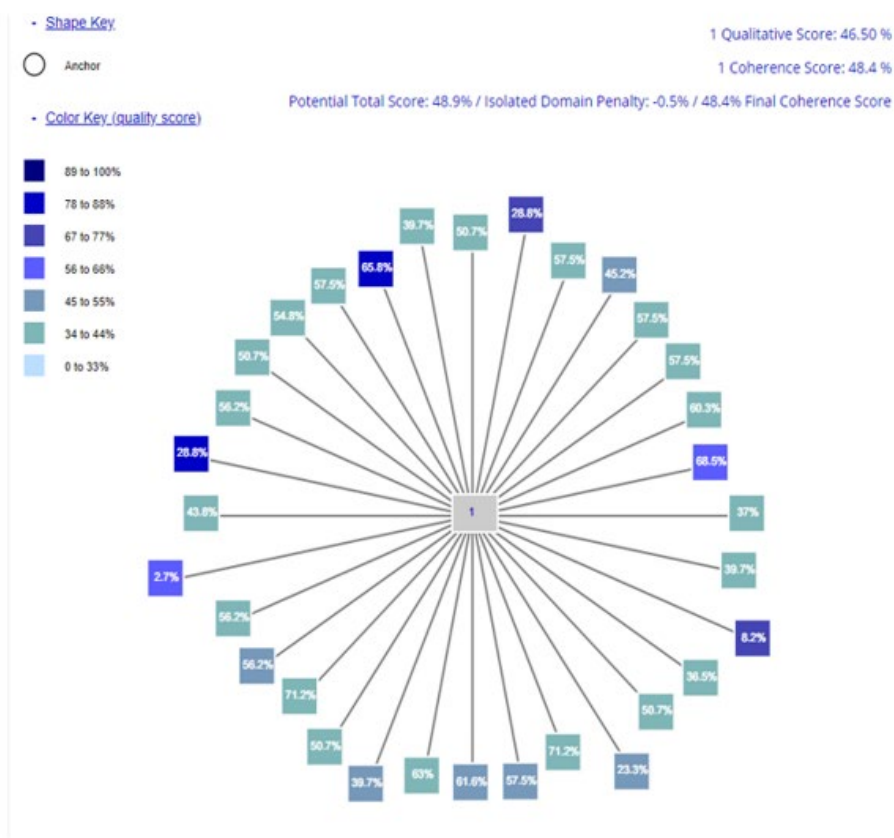 - Shape Key
Anchor
- Color Key (quality score)
89 to 100%
78 to 88%
67 to 77%
56 to 66%
45 to 55%
34 to 44%
0 to 33%
1 Qualitative Score: 46.50 %
1 Coherence Score: 48.4 %
Potential Total Score: 48.9% / Isolated Domain Penalty: -0.5% / 48.4% Final Coherence Score
28.8%
39.7%
50.7%
57.5%
65.8%
45.2%
57.5%
54.8%
57.5%
50.7%
57.5%
56.2%
60.3%
28.8%
68.5%
43.8%
1
37%
2.7%
39.7%
56.2%
8.2%
56.2%
36.5%
71.2%
50.7%
50.7%
71.2%
39.7%
63%
61.6%
57.5%
23.3%